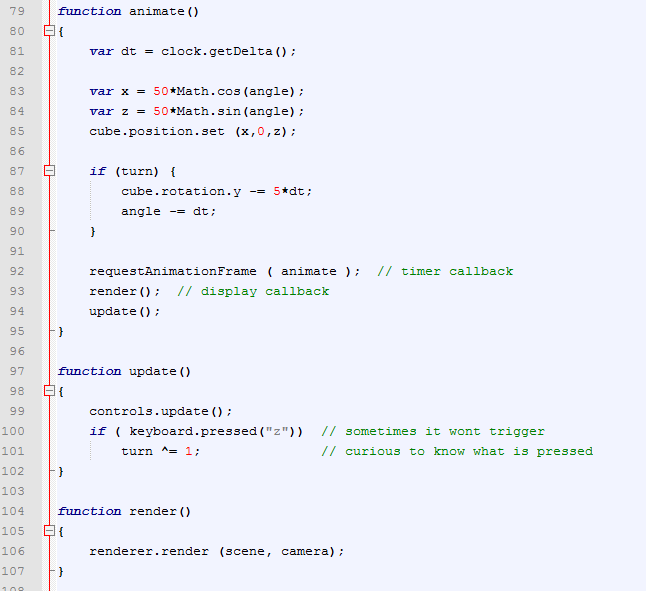 79 function animate()
80 {
81 var dt = clock.getDelta();
82
83 var x = 50*Math.cos(angle);
84 var z = 50*Math.sin(angle);
85 cube.position.set (x,0,z);
86
87 if (turn) {
88 cube.rotation.y -= 5*dt;
89 angle -= dt;
90 }
91
92 requestAnimationFrame ( animate ); // timer callback
93 render(); // display callback
94 update();
95 }
96
97 function update()
98 {
99 controls.update();
100 if ( keyboard.pressed("z")) // sometimes it wont trigger
101 turn ^= 1; // curious to know what is pressed
102 }
103
104 function render()
105 {
106 renderer.render (scene, camera);
107 }
108